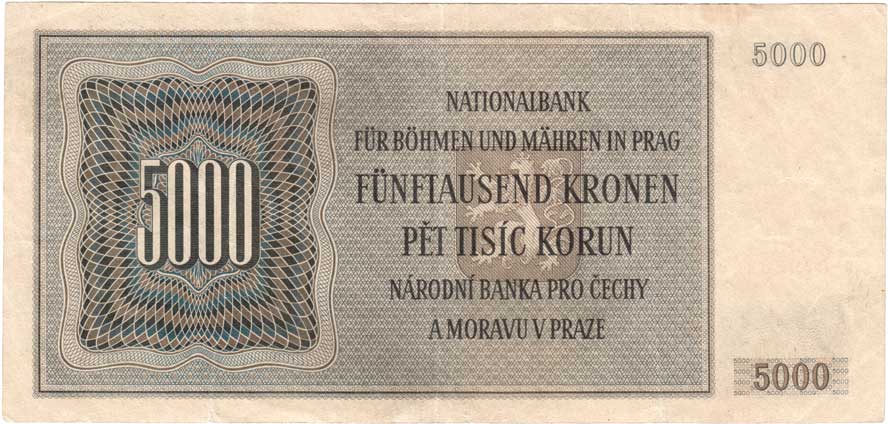 5000
5000
NATIONALBANK
FÜR BÖHMEN UND MÄHREN IN PRAG
FÜNFTAUSEND KRONEN
PĚT TISÍC KORUN
NÁRODNÍ BANKA PRO ČECHY
A MORAVU V PRAZE
5000